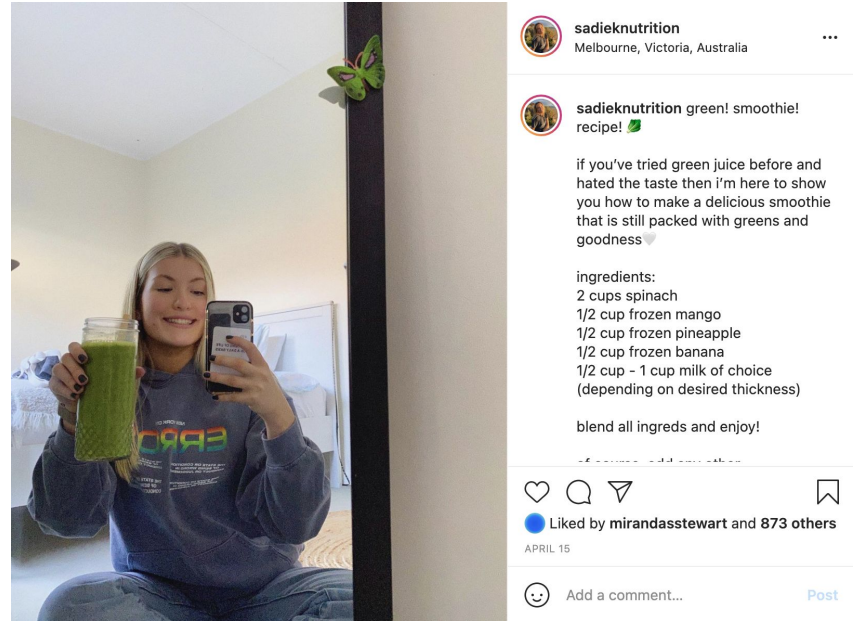 sadieknutrition
Melbourne, Victoria, Australia
sadieknutrition green! smoothie!
recipe! 🥬
if you’ve tried green juice before and
hated the taste then i’m here to show
you how to make a delicious smoothie
that is still packed with greens and
goodness🤍
ingredients:
2 cups spinach
1/2 cup frozen mango
1/2 cup frozen pineapple
1/2 cup frozen banana
1/2 cup - 1 cup milk of choice
(depending on desired thickness)
blend all ingreds and enjoy!
Liked by mirandasstewart and 873 others
APRIL 15
Add a comment...
Post